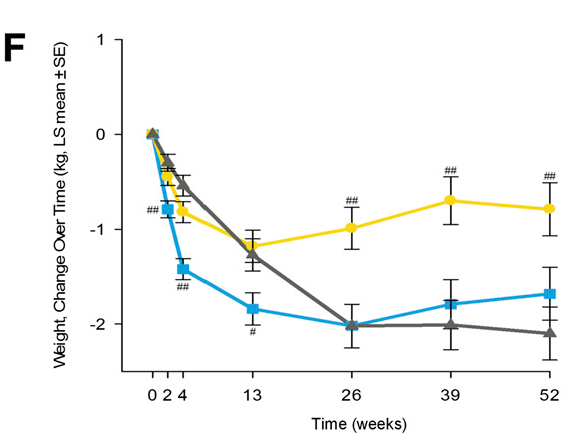 F
Weight, Change Over Time (kg, LS mean ± SE)
1
0
-1
-2
##
##
#
##
##
##
0 2 4 13 26 39 52
Time (weeks)